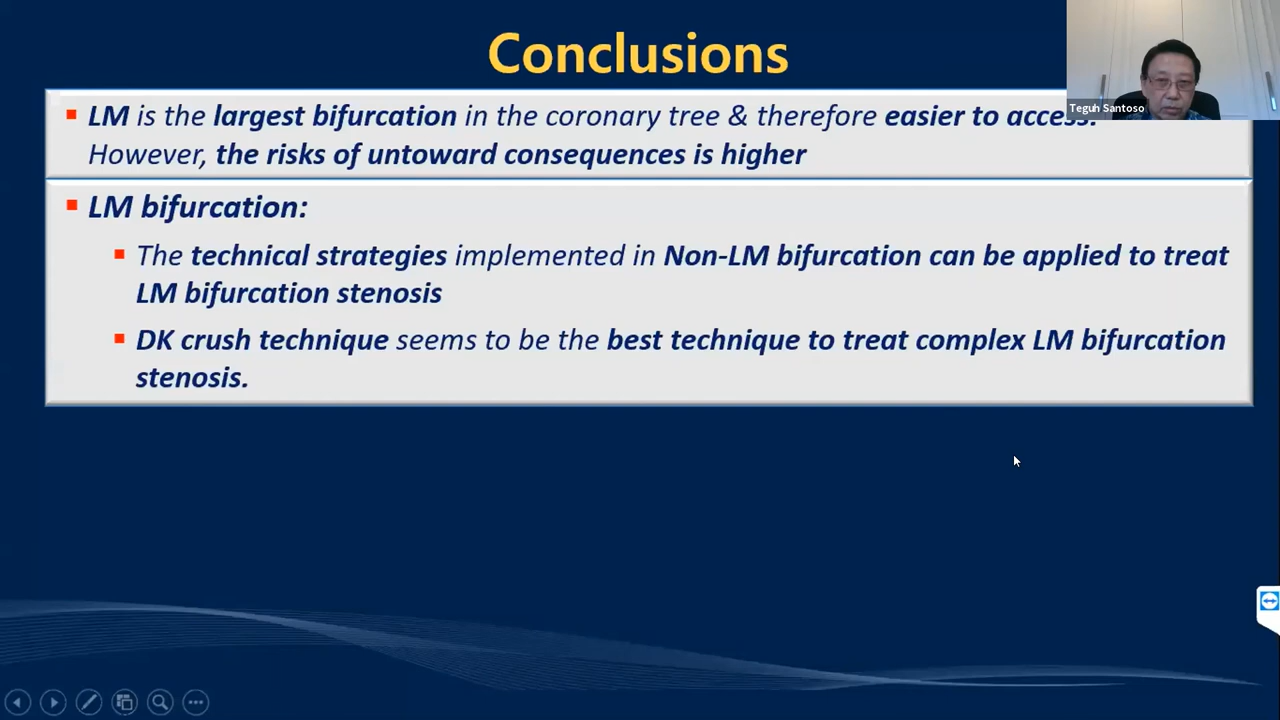 Conclusions
Teguh Santoso
LM is the largest bifurcation in the coronary tree & therefore easier to access.
However, the risks of untoward consequences is higher
LM bifurcation:
The technical strategies implemented in Non-LM bifurcation can be applied to treat
LM bifurcation stenosis
DK crush technique seems to be the best technique to treat complex LM bifurcation
stenosis.